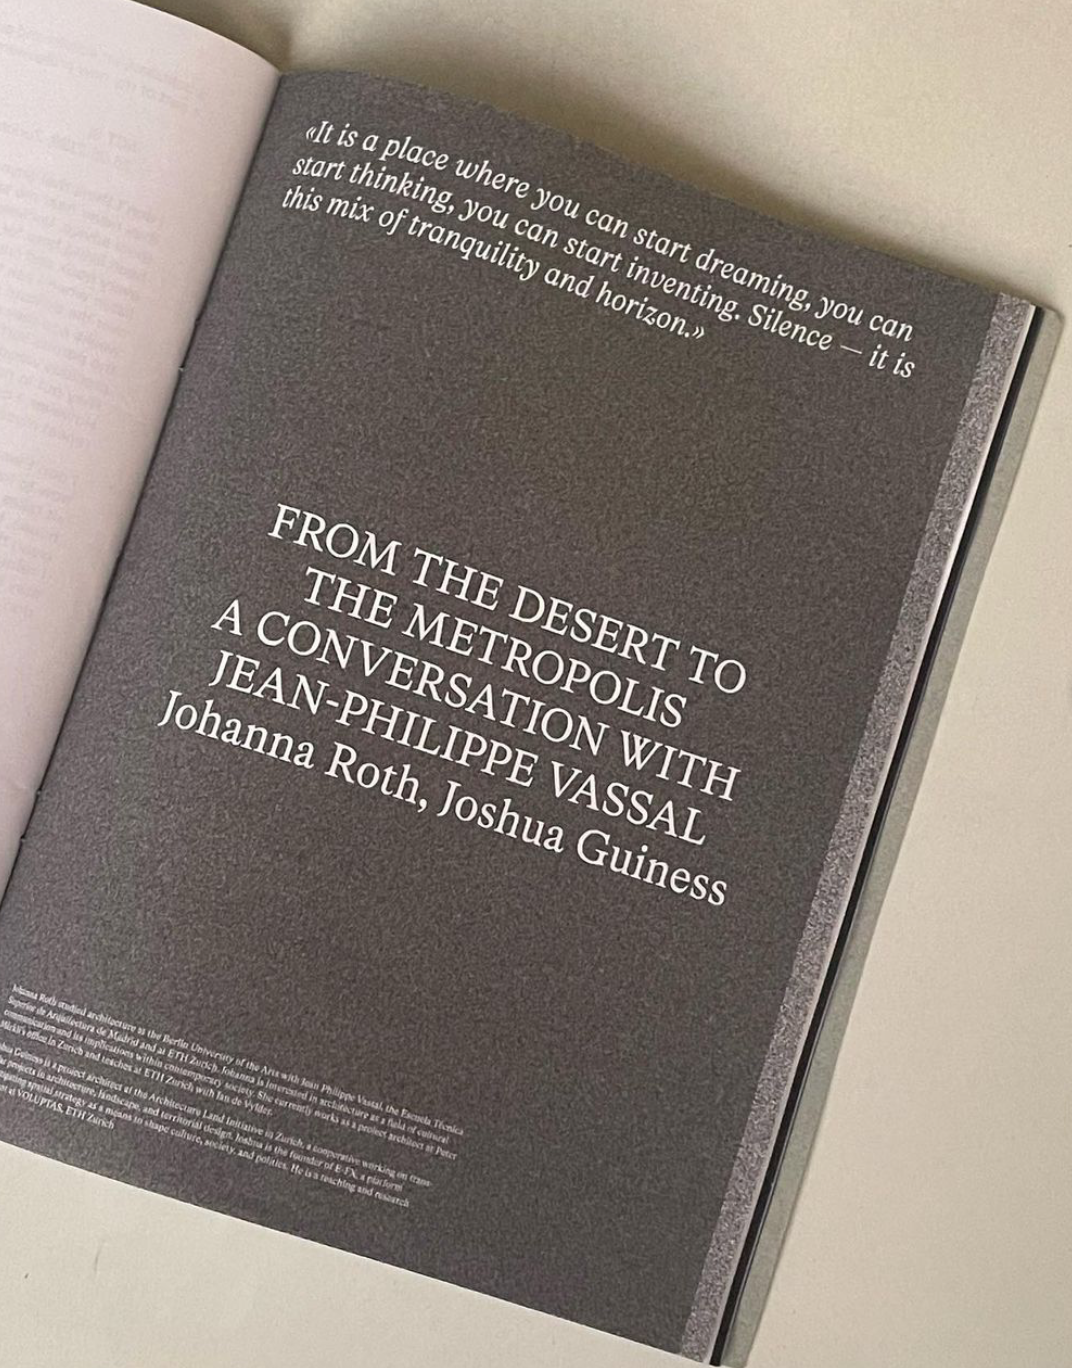 «It is a place where you can start dreaming, you can
start thinking, you can start inventing. Silence — it is
this mix of tranquility and horizon.»
FROM THE DESERT TO
THE METROPOLIS
A CONVERSATION WITH
JEAN-PHILIPPE VASSAL
Johanna Roth, Joshua Guiness
Johanna Roth studied architecture at the Berlin University of the Arts with Jean Philippe Vassal, the Escuela Técnica
Superior de Arquitectura de Madrid and at ETH Zurich. Johanna is interested in architecture as a field of cultural
communication and its implications within contemporary society. She currently works as a project architect at Peter
Märkli's office in Zurich and teaches at ETH Zurich with Jan de Vylder.
Guiness is a project architect at the Architecture Land Initiative in Zurich, a cooperative working on trans-
projects in architecture, landscape, and territorial design. Joshua is the founder of E-FX, a platform
spatial strategy as a means to shape culture, society, and politics. He is a teaching and research
at VOLUPTAS, ETH Zurich